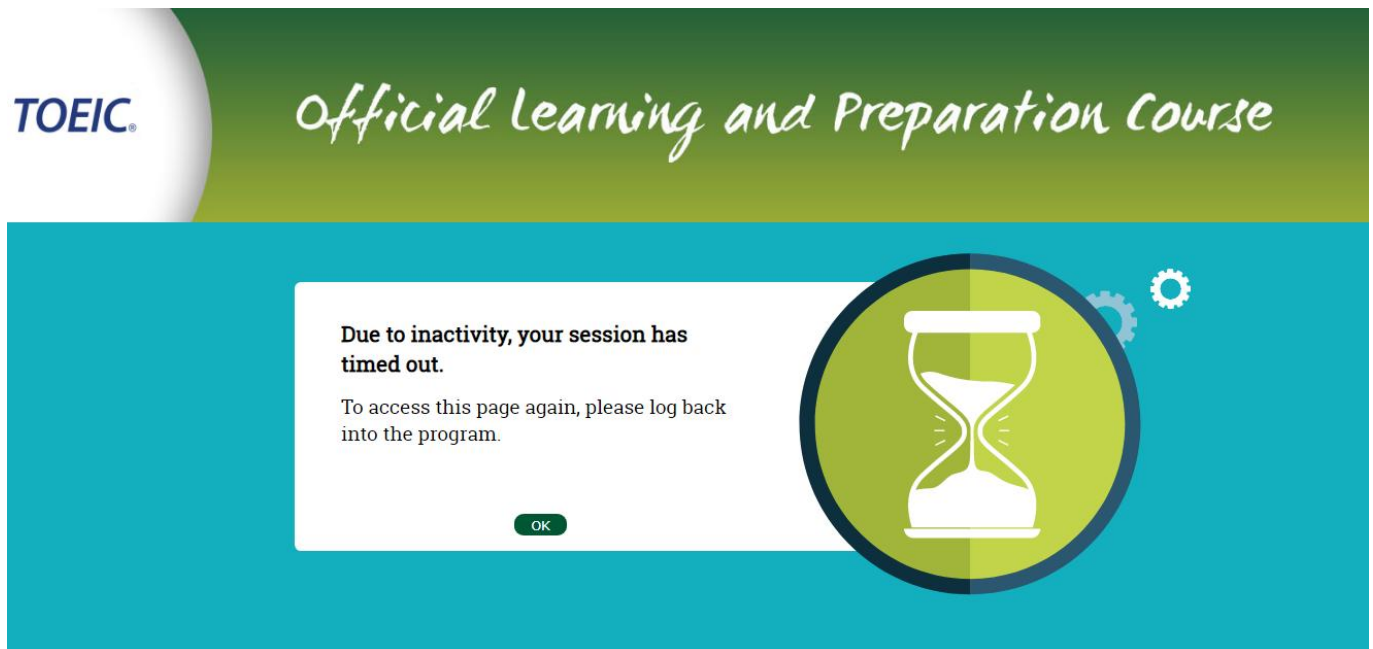 TOEIC®
Official Learning and Preparation Course
Due to inactivity, your session has
timed out.
To access this page again, please log back
into the program.
OK